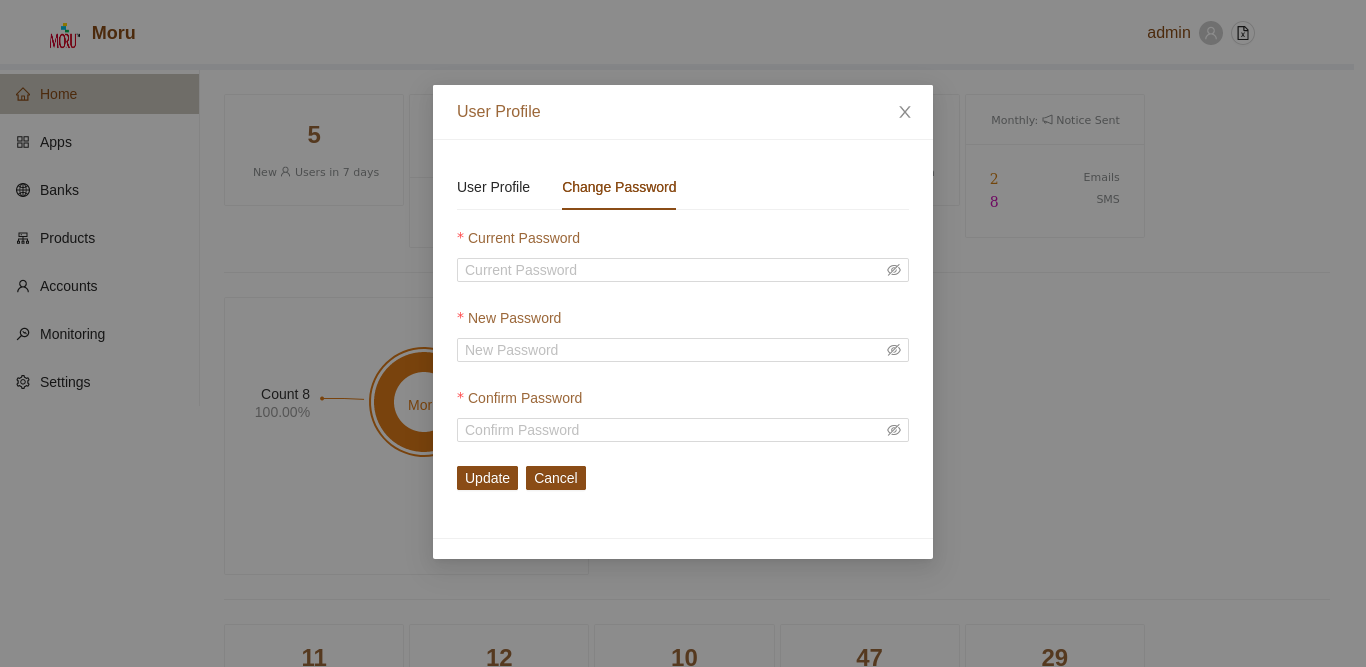 MORU Moru
admin
Home
Apps
Banks
Products
Accounts
Monitoring
Settings
5
New Users in 7 days
Monthly: Notice Sent
2 Emails
8 SMS
Count 8
100.00%
User Profile
User Profile Change Password
* Current Password
Current Password
* New Password
New Password
* Confirm Password
Confirm Password
Update Cancel
11 12 10 47 29